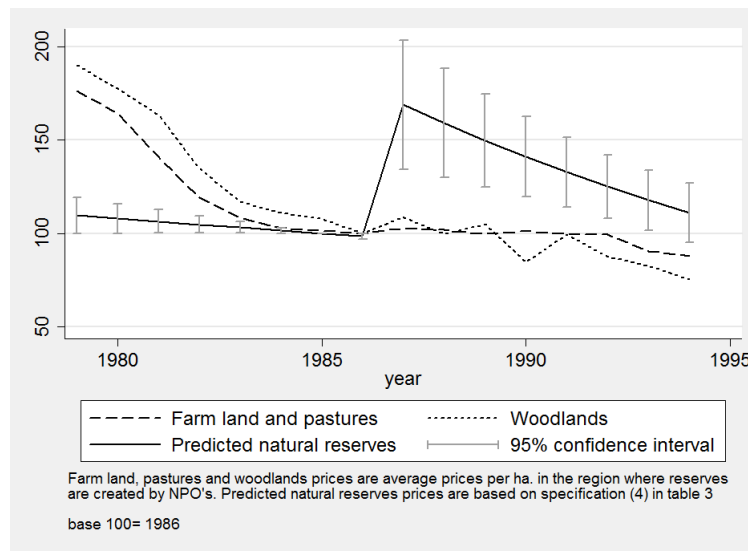 200
150
100
50
1980 1985 1990 1995
year
Farm land and pastures Woodlands
Predicted natural reserves 95% confidence interval
Farm land, pastures and woodlands prices are average prices per ha. in the region where reserves
are created by NPO's. Predicted natural reserves prices are based on specification (4) in table 3
base 100= 1986